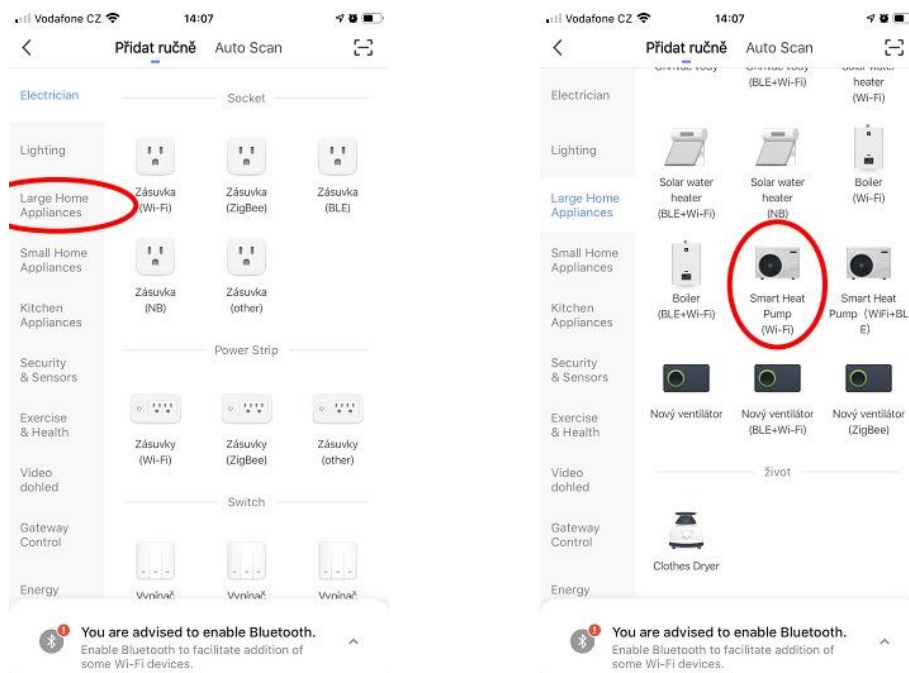 Vodafone CZ 14:07
Přidat ručně Auto Scan
Electrician
Lighting
Large Home
Appliances
Small Home
Appliances
Kitchen
Appliances
Security
& Sensors
Exercise
& Health
Video
dohled
Gateway
Control
Energy
Socket
Zásuvka
(Wi-Fi)
Zásuvka
(ZigBee)
Zásuvka
(BLE)
Zásuvka
(NB)
Zásuvka
(other)
Power Strip
Zásuvky
(Wi-Fi)
Zásuvky
(ZigBee)
Zásuvky
(other)
Switch
Vypínač
Vypínač
Vypínač
You are advised to enable Bluetooth.
Enable Bluetooth to facilitate addition of
some Wi-Fi devices.
Vodafone CZ 14:07
Přidat ručně Auto Scan
Electrician
Lighting
Large Home
Appliances
Small Home
Appliances
Kitchen
Appliances
Security
& Sensors
Exercise
& Health
Video
dohled
Gateway
Control
Energy
(BLE+Wi-Fi)
heater
(Wi-Fi)
Solar water
heater
(BLE+Wi-Fi)
Solar water
heater
(NB)
Boiler
(Wi-Fi)
Boiler
(BLE+Wi-Fi)
Smart Heat
Pump
(Wi-Fi)
Smart Heat
Pump（WiFi+BL
E)
Nový ventilátor
Nový ventilátor
(BLE+Wi-Fi)
Nový ventilátor
(ZigBee)
život
Clothes Dryer
You are advised to enable Bluetooth.
Enable Bluetooth to facilitate addition of
some Wi-Fi devices.